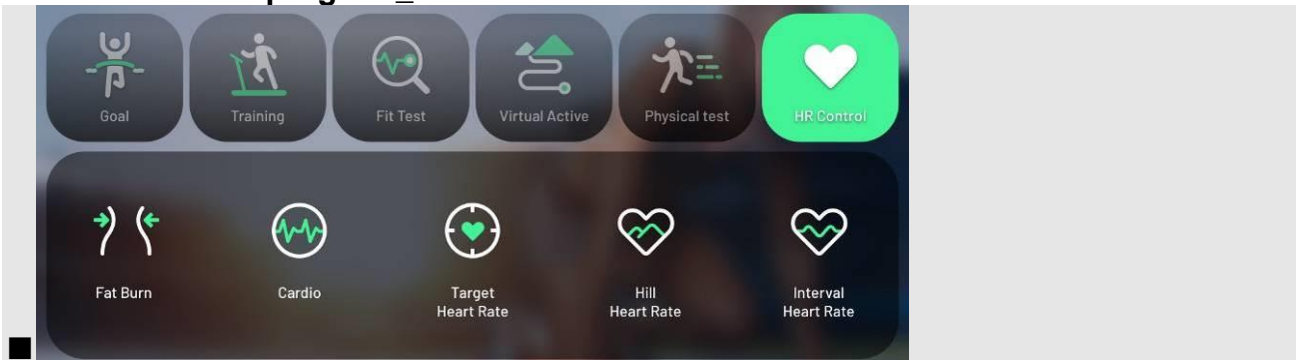 Goal
Training
Fit Test
Virtual Active
Physical test
HR Control
Fat Burn
Cardio
Target
Heart Rate
Hill
Heart Rate
Interval
Heart Rate